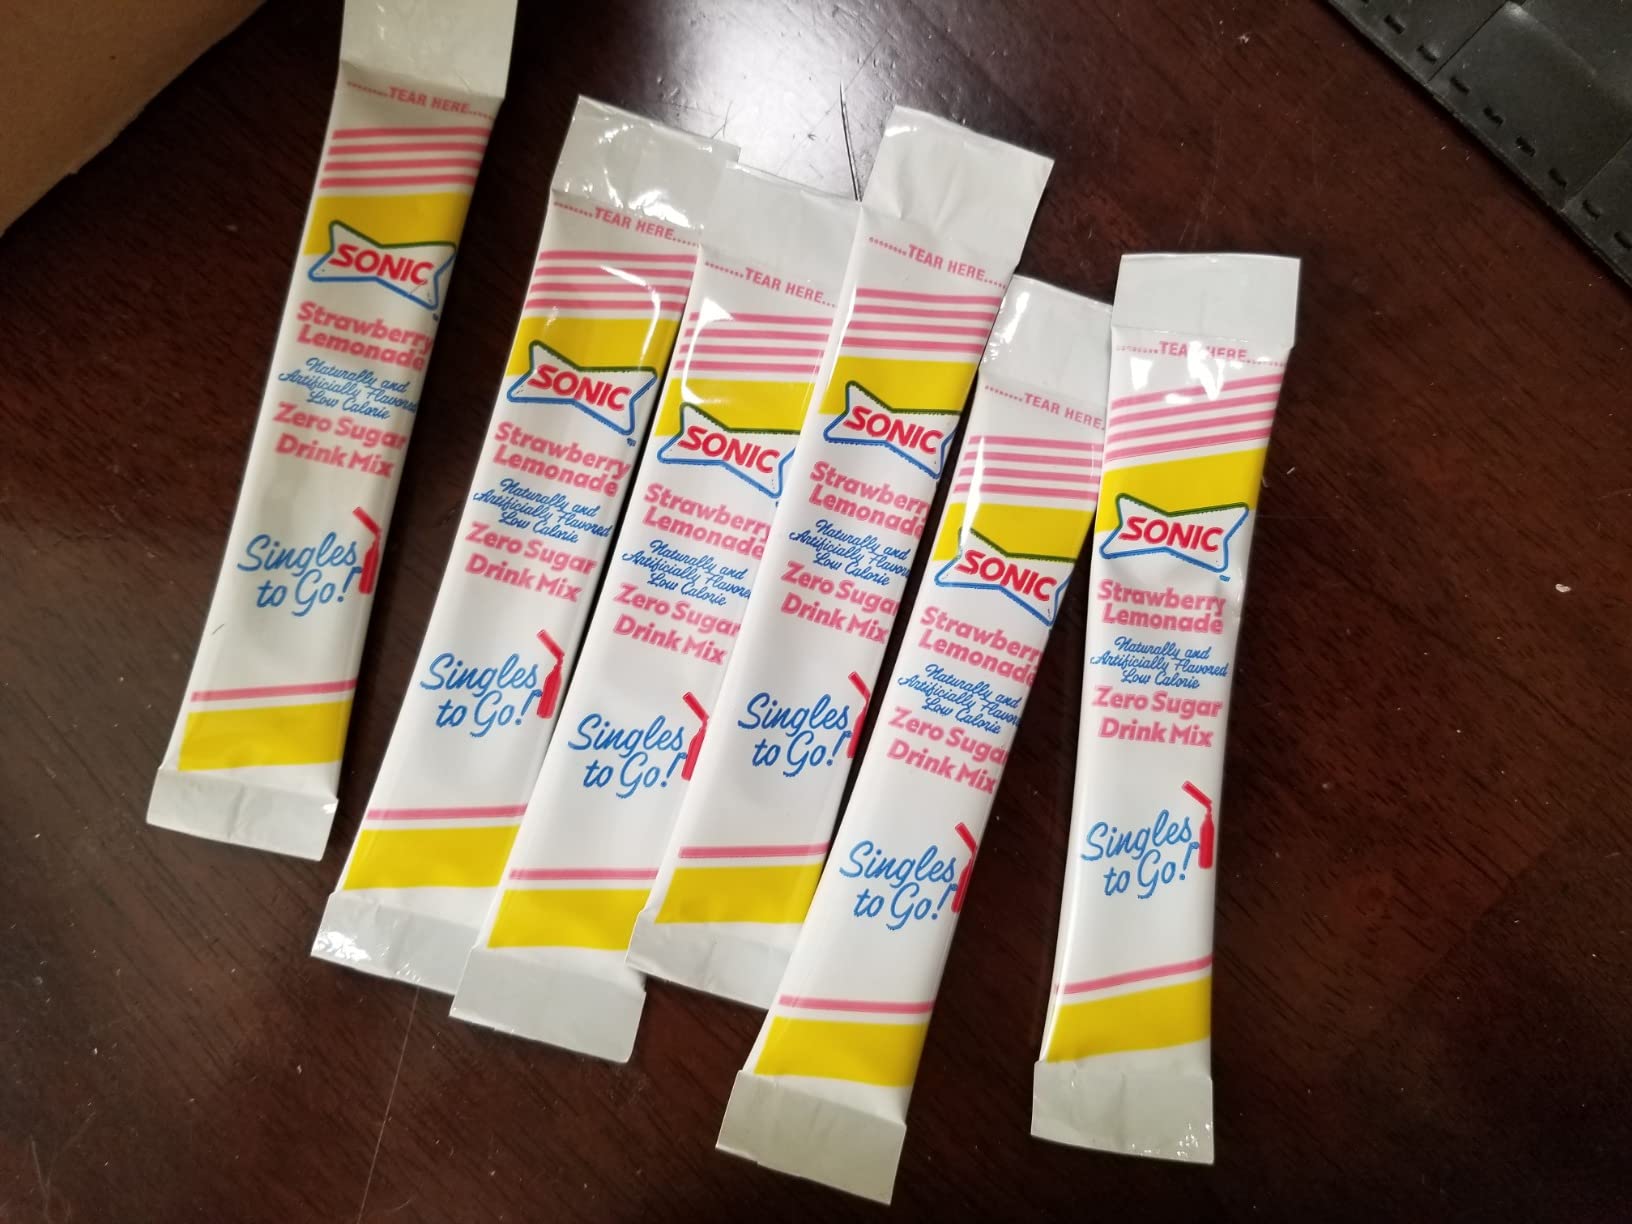 TEAR HERE
SONIC
Strawberry
Lemonade
Naturally and
Artificially Flavored
Low Calorie
Zero Sugar
Drink Mix
Singles
to Go!
TEAR HERE
SONIC
Strawberry
Lemonade
Naturally and
Artificially Flavored
Low Calorie
Zero Sugar
Drink Mix
Singles
to Go!
TEAR HERE
SONIC
Strawberry
Lemonade
Naturally and
Artificially Flavored
Low Calorie
Zero Sugar
Drink Mix
Singles
to Go!
TEAR HERE
SONIC
Strawberry
Lemonade
Naturally and
Artificially Flavored
Low Calorie
Zero Sugar
Drink Mix
Singles
to Go!
TEAR HERE
SONIC
Strawberry
Lemonade
Naturally and
Artificially Flavored
Low Calorie
Zero Sugar
Drink Mix
Singles
to Go!
TEAR HERE
SONIC
Strawberry
Lemonade
Naturally and
Artificially Flavored
Low Calorie
Zero Sugar
Drink Mix
Singles
to Go!